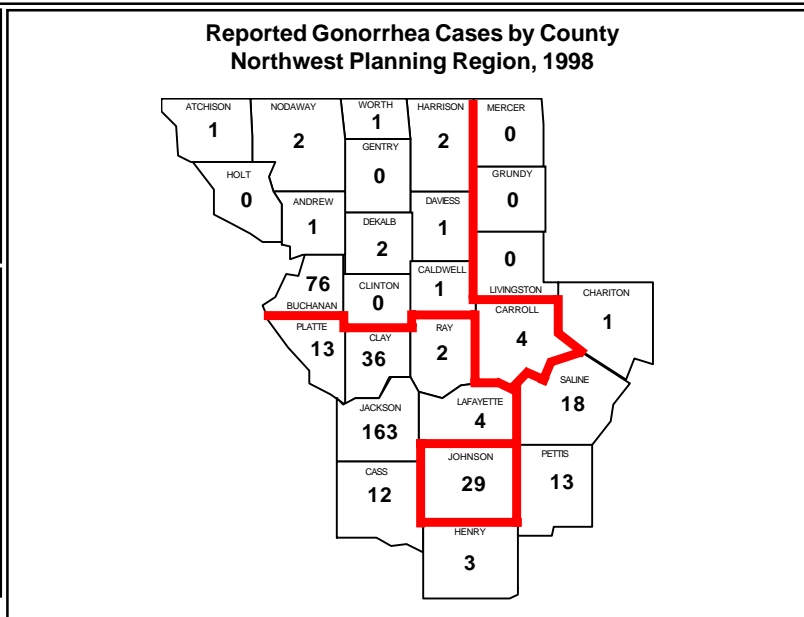 Reported Gonorrhea Cases by County
Northwest Planning Region, 1998
ATCHISON
1
NODAWAY
2
WORTH
1
HARRISON
2
MERCER
0
GENTRY
0
GRUNDY
0
HOLT
0
ANDREW
1
DEKALB
2
DAVIESS
1
0
LIVINGSTON
76
BUCHANAN
CLINTON
0
CALDWELL
1
CHARITON
1
PLATTE
13
CLAY
36
RAY
2
CARROLL
4
SALINE
18
JACKSON
163
LAFAYETTE
4
CASS
12
JOHNSON
29
PETTIS
13
HENRY
3